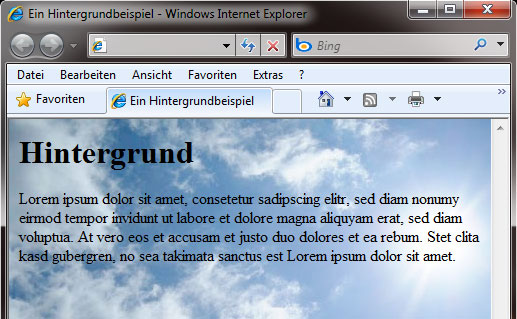 Ein Hintergrundbeispiel - Windows Internet Explorer
Bing
Datei Bearbeiten Ansicht Favoriten Extras ?
Favoriten Ein Hintergrundbeispiel
Hintergrund
Lorem ipsum dolor sit amet, consetetur sadipscing elitr, sed diam nonumy
eirmod tempor invidunt ut labore et dolore magna aliquyam erat, sed diam
voluptua. At vero eos et accusam et justo duo dolores et ea rebum. Stet clita
kasd gubergren, no sea takimata sanctus est Lorem ipsum dolor sit amet.